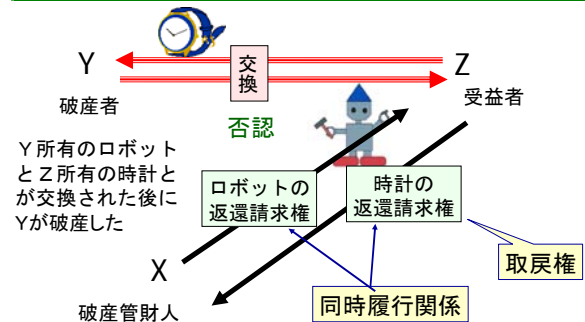 Y
交
換
Z
破産者
受益者
否認
Y所有のロボット
とZ所有の時計と
が交換された後に
Yが破産した
ロボットの
返還請求権
時計の
返還請求権
取戻権
X
破産管財人
同時履行関係